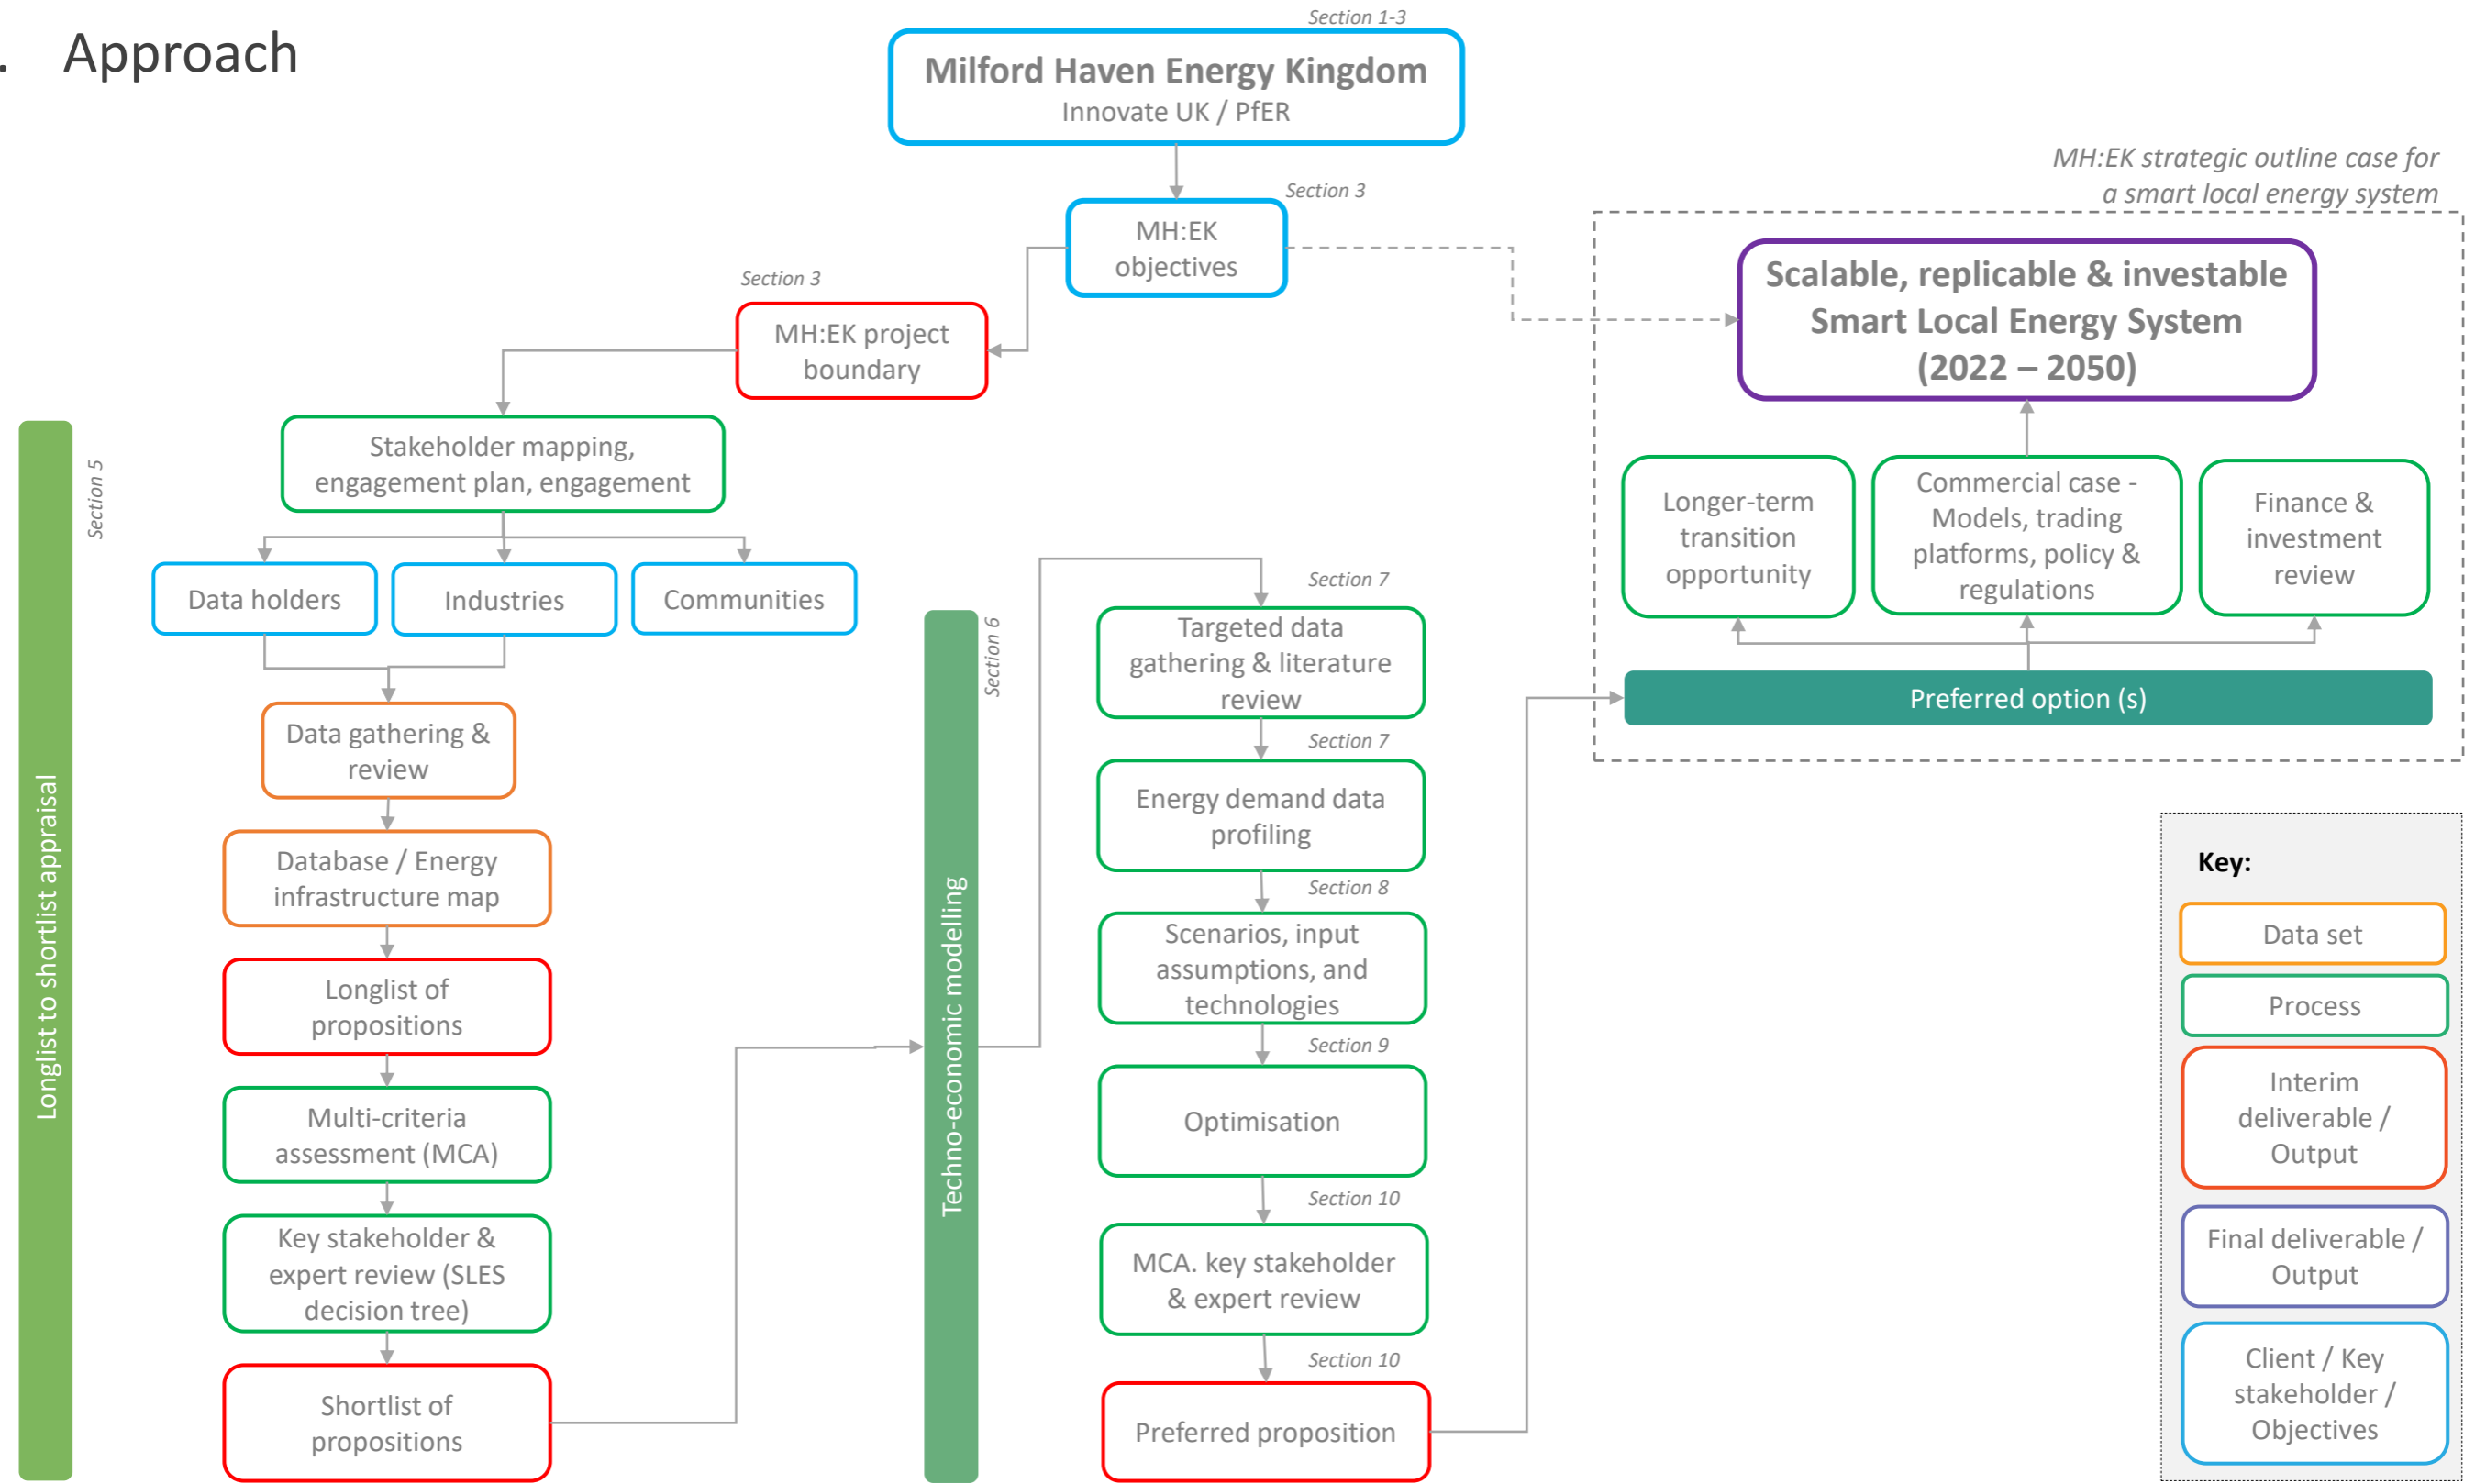 . Approach
Section 1-3
Milford Haven Energy Kingdom
Innovate UK / PfER
Section 3
MH:EK
objectives
Section 3
MH:EK project
boundary
MH:EK strategic outline case for
a smart local energy system
Scalable, replicable & investable
Smart Local Energy System
(2022 – 2050)
Longer-term
transition
opportunity
Commercial case -
Models, trading
platforms, policy &
regulations
Finance &
investment
review
Preferred option (s)
Longlist to shortlist appraisal
Section 5
Stakeholder mapping,
engagement plan, engagement
Data holders
Industries
Communities
Data gathering &
review
Database / Energy
infrastructure map
Longlist of
propositions
Multi-criteria
assessment (MCA)
Key stakeholder &
expert review (SLES
decision tree)
Shortlist of
propositions
Techno-economic modelling
Section 6
Section 7
Targeted data
gathering & literature
review
Section 7
Energy demand data
profiling
Section 8
Scenarios, input
assumptions, and
technologies
Section 9
Optimisation
Section 10
MCA. key stakeholder
& expert review
Section 10
Preferred proposition
Key:
Data set
Process
Interim
deliverable /
Output
Final deliverable /
Output
Client / Key
stakeholder /
Objectives